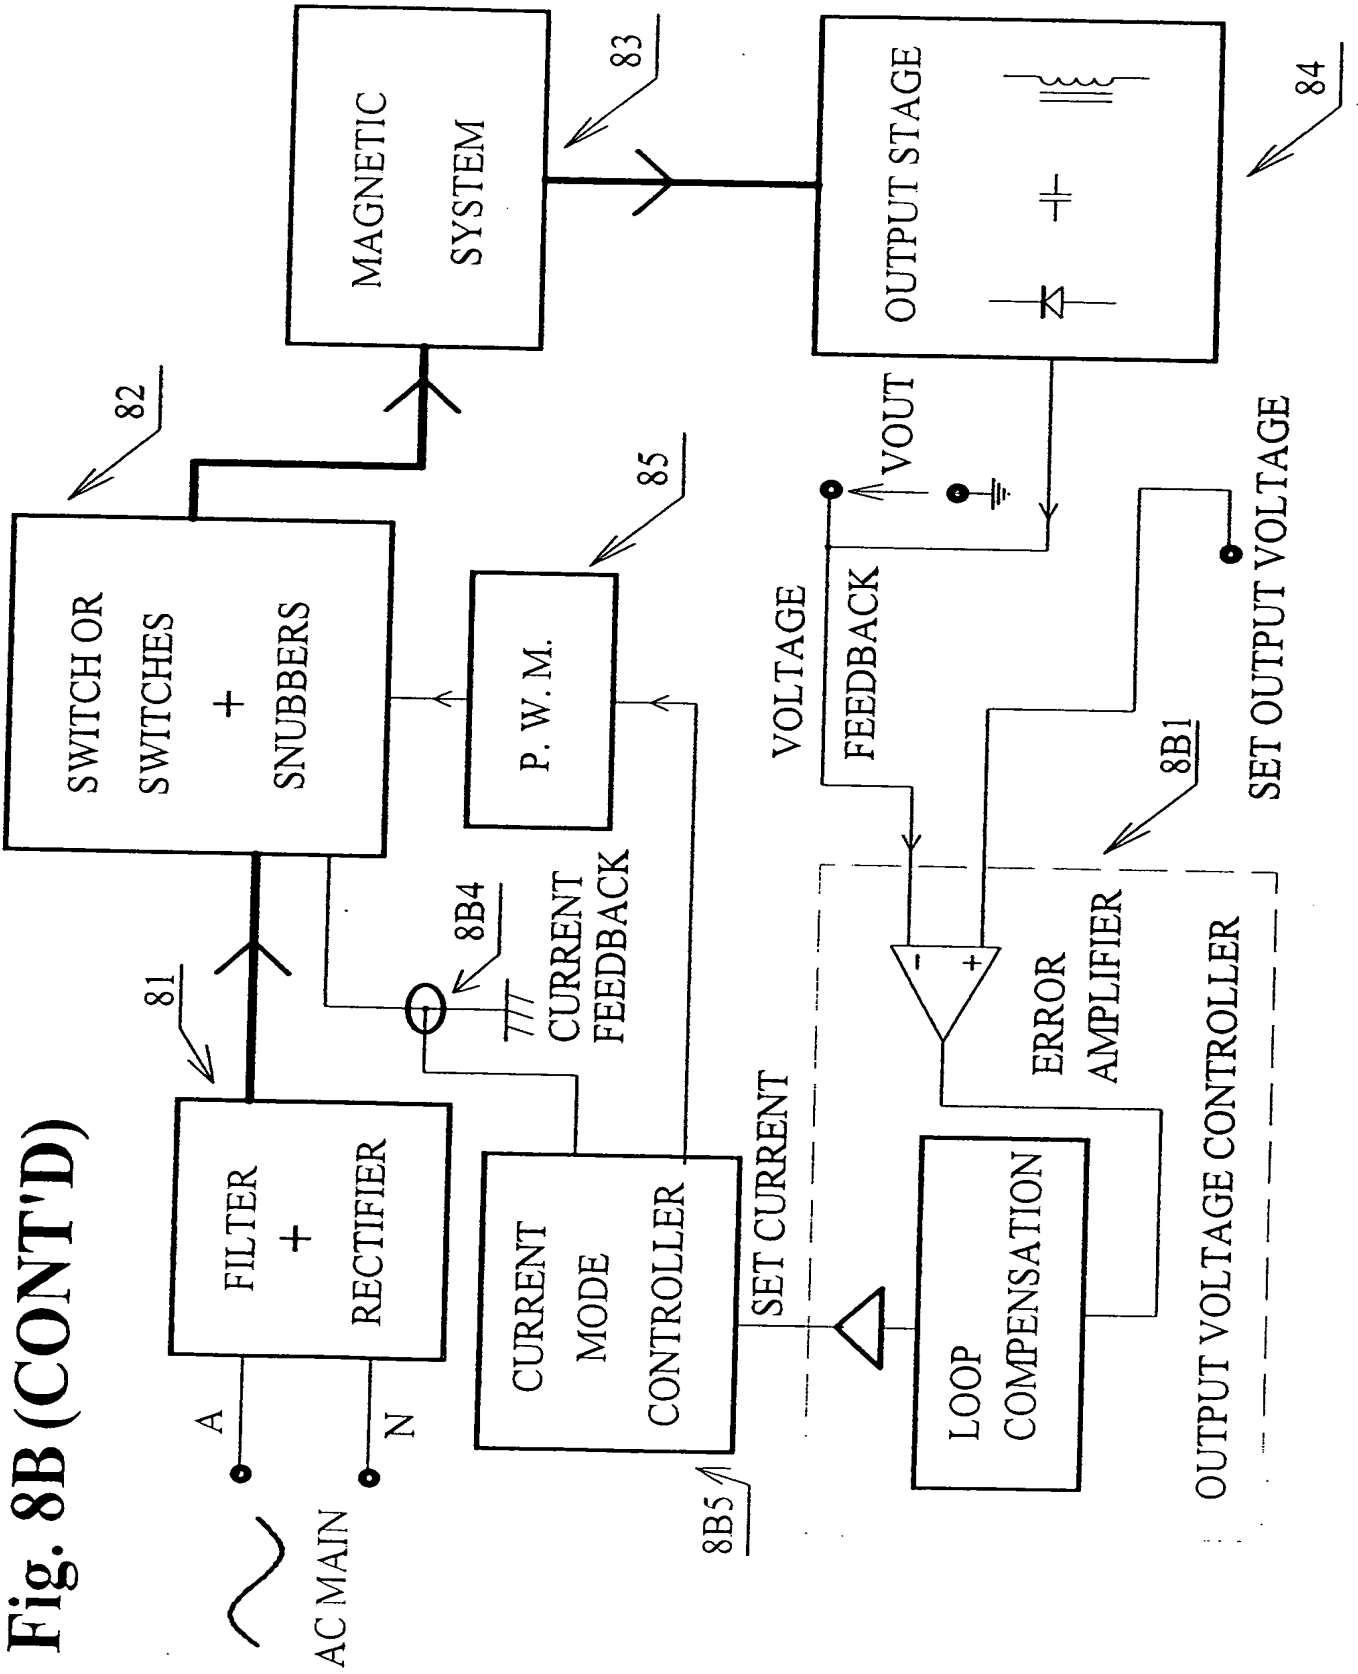 Fig. 8B (CONT'D)
AC MAIN
A
N
81
FILTER
+
RECTIFIER
82
SWITCH OR
SWITCHES
+
SNUBBERS
MAGNETIC
SYSTEM
83
8B4
CURRENT
FEEDBACK
P. W. M.
85
8B5
CURRENT
MODE
CONTROLLER
SET CURRENT
VOLTAGE
FEEDBACK
VOUT
OUTPUT STAGE
84
LOOP
COMPENSATION
-
+
ERROR
AMPLIFIER
8B1
OUTPUT VOLTAGE CONTROLLER
SET OUTPUT VOLTAGE